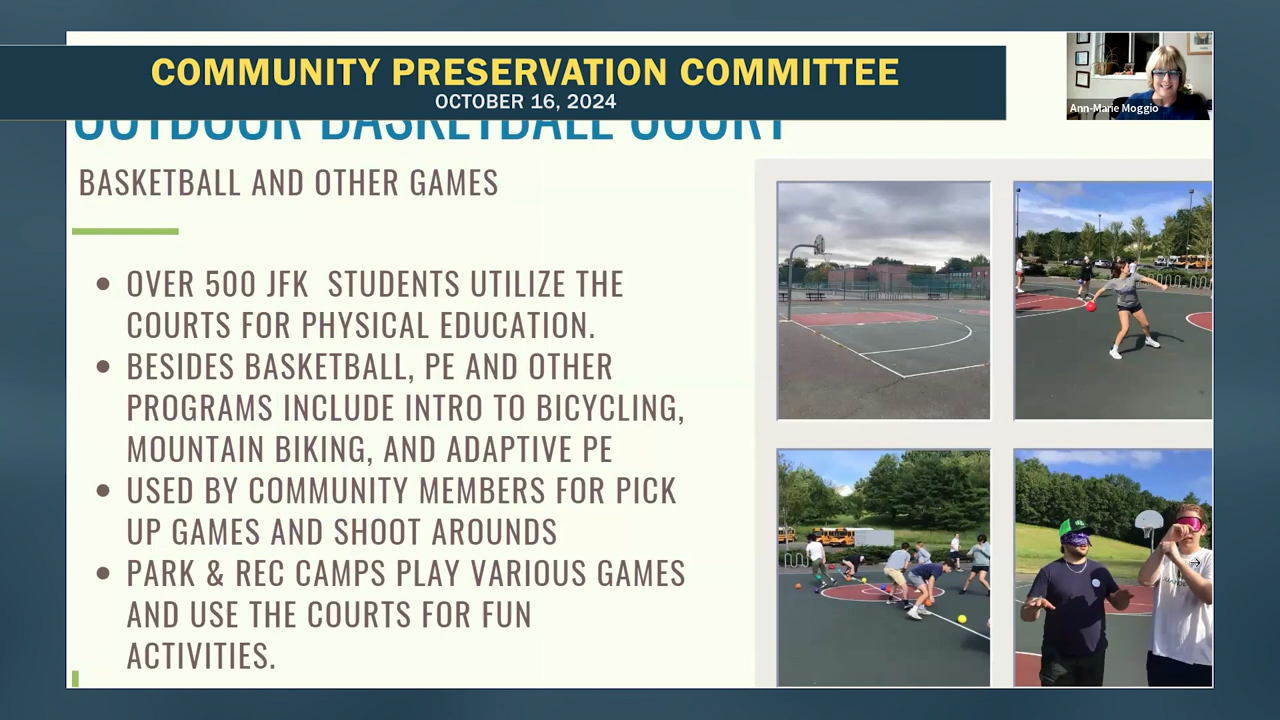 COMMUNITY PRESERVATION COMMITTEE
OCTOBER 16, 2024
Ann-Marie Moggio
OUTDOOR BASKETBALL COURT
BASKETBALL AND OTHER GAMES
• OVER 500 JFK STUDENTS UTILIZE THE
COURTS FOR PHYSICAL EDUCATION.
• BESIDES BASKETBALL, PE AND OTHER
PROGRAMS INCLUDE INTRO TO BICYCLING,
MOUNTAIN BIKING, AND ADAPTIVE PE
• USED BY COMMUNITY MEMBERS FOR PICK
UP GAMES AND SHOOT AROUNDS
• PARK & REC CAMPS PLAY VARIOUS GAMES
AND USE THE COURTS FOR FUN
ACTIVITIES.